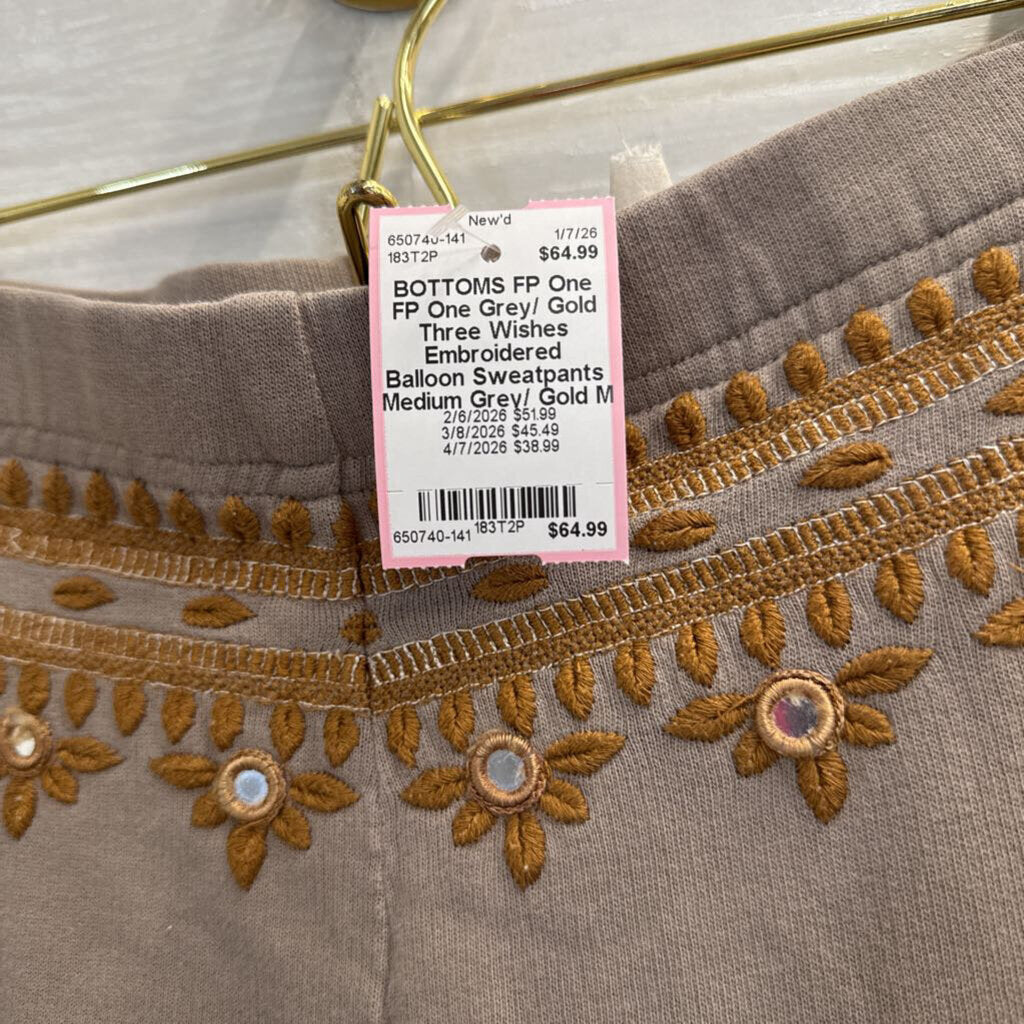 New'd
650740-141 1/7/26
183T2P $64.99
BOTTOMS FP One
FP One Grey/ Gold
Three Wishes
Embroidered
Balloon Sweatpants
Medium Grey/ Gold M
2/6/2026 $51.99
3/8/2026 $45.49
4/7/2026 $38.99
650740-141 183T2P $64.99